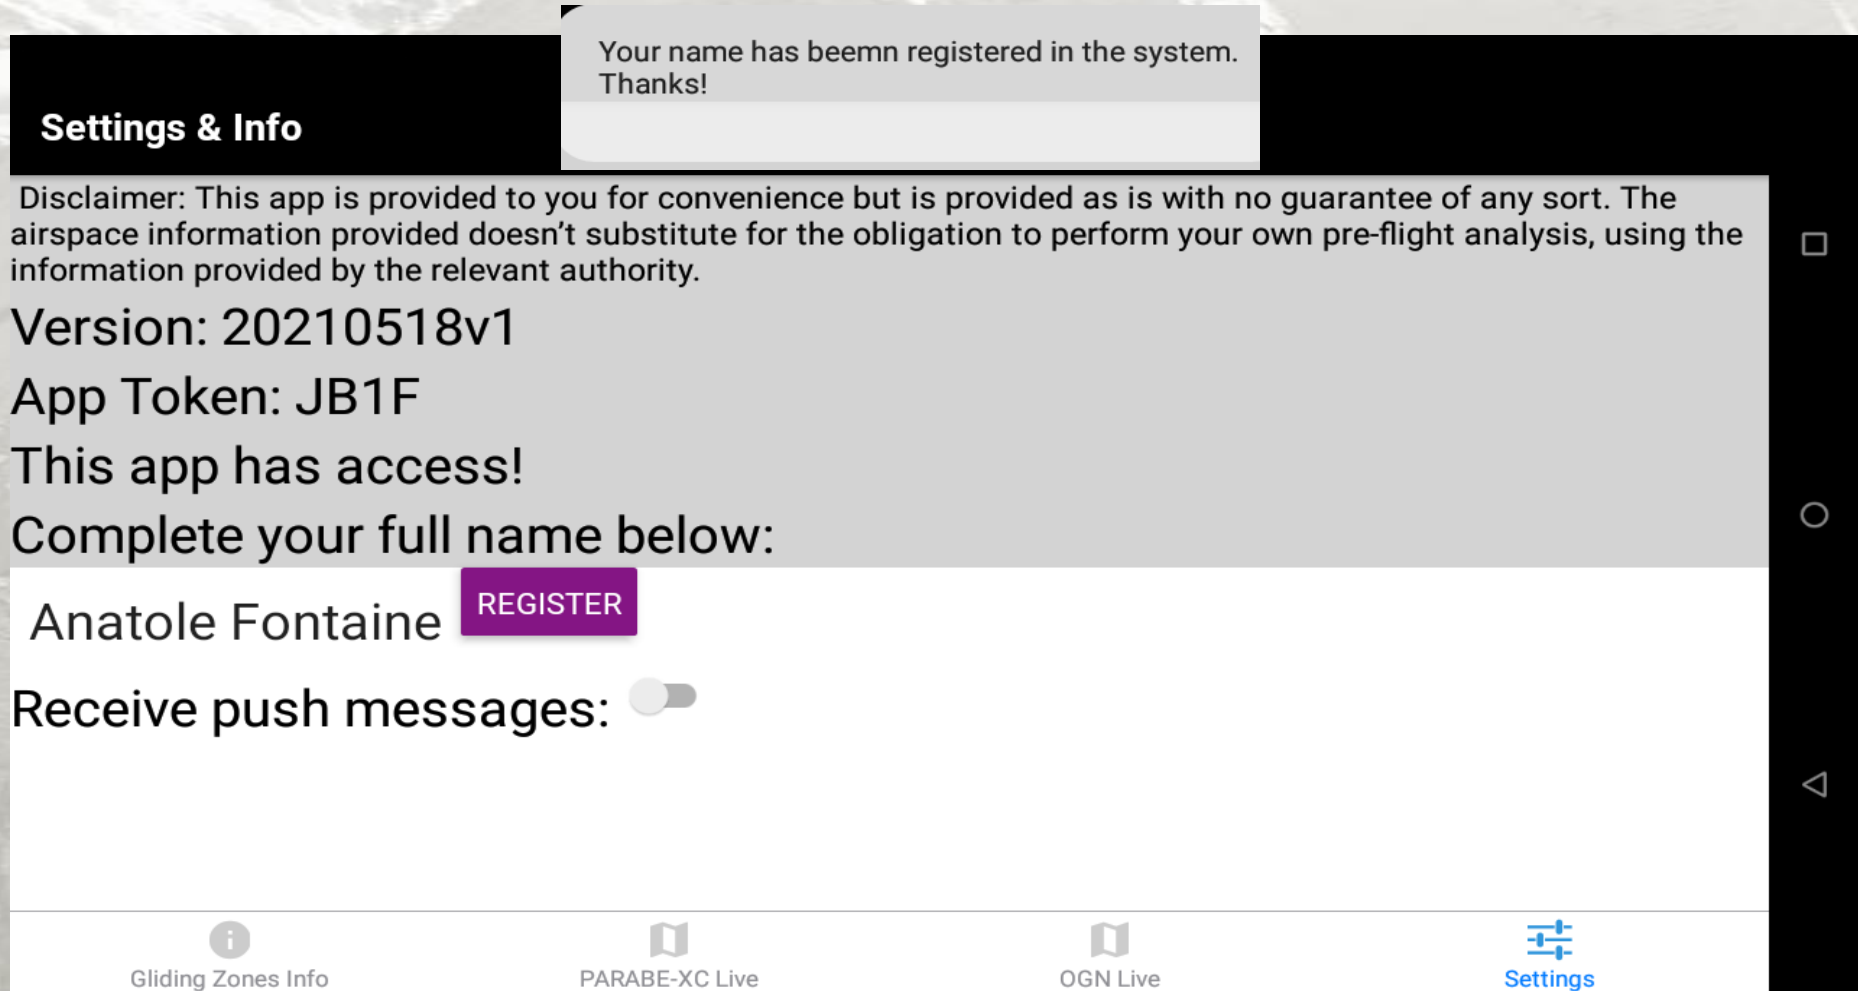 Your name has beemn registered in the system.
Thanks!
Settings & Info
Disclaimer: This app is provided to you for convenience but is provided as is with no guarantee of any sort. The
airspace information provided doesn’t substitute for the obligation to perform your own pre-flight analysis, using the
information provided by the relevant authority.
Version: 20210518v1
App Token: JB1F
This app has access!
Complete your full name below:
Anatole Fontaine REGISTER
Receive push messages:
Gliding Zones Info PARABE-XC Live OGN Live Settings